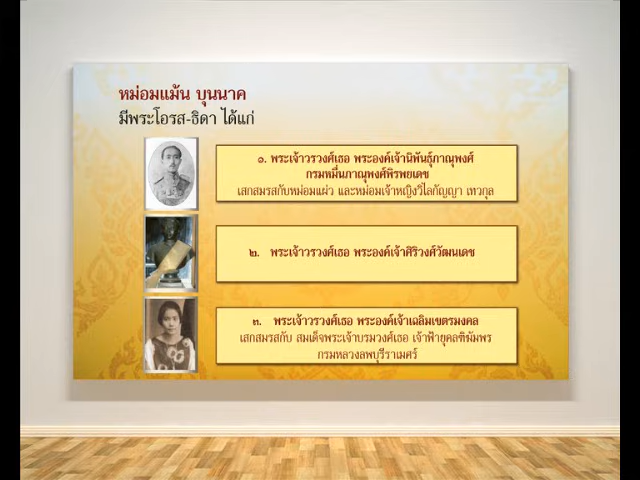 หม่อมแม้น บุนนาค
มีพระโอรส-ธิดา ได้แก่
๑. พระเจ้าวรวงศ์เธอ พระองค์เจ้านิพันธุ์ภาณุพงศ์
กรมหมื่นภาณุพงศ์พิริยเดช
เสกสมรสกับหม่อมแผ่ว และหม่อมเจ้าหญิงวิไลกัญญา เทวกุล
๒. พระเจ้าวรวงศ์เธอ พระองค์เจ้าศิริวงศ์วัฒนเดช
๓. พระเจ้าวรวงศ์เธอ พระองค์เจ้าเฉลิมเขตรมงคล
เสกสมรสกับ สมเด็จพระเจ้าบรมวงศ์เธอ เจ้าฟ้ายุคลทิฆัมพร
กรมหลวงลพบุรีราเมศร์